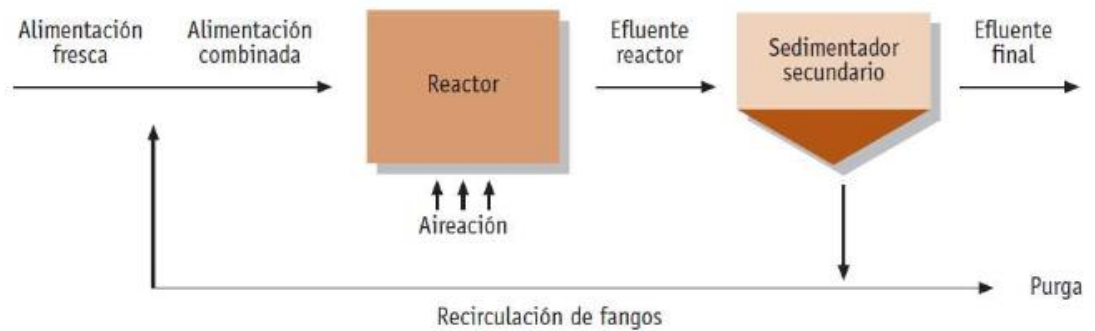 Alimentación
fresca
Alimentación
combinada
Reactor
Efluente
reactor
Sedimentador
secundario
Efluente
final
Aireación
Purga
Recirculación de fangos